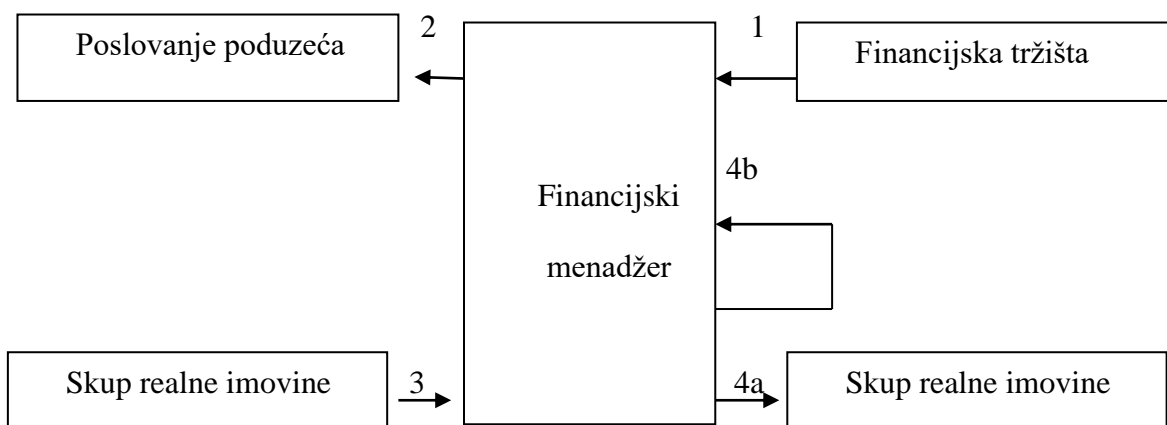 Poslovanje poduzeća
2
1
Financijska tržišta
4b
Financijski
menadžer
Skup realne imovine
3
4a
Skup realne imovine